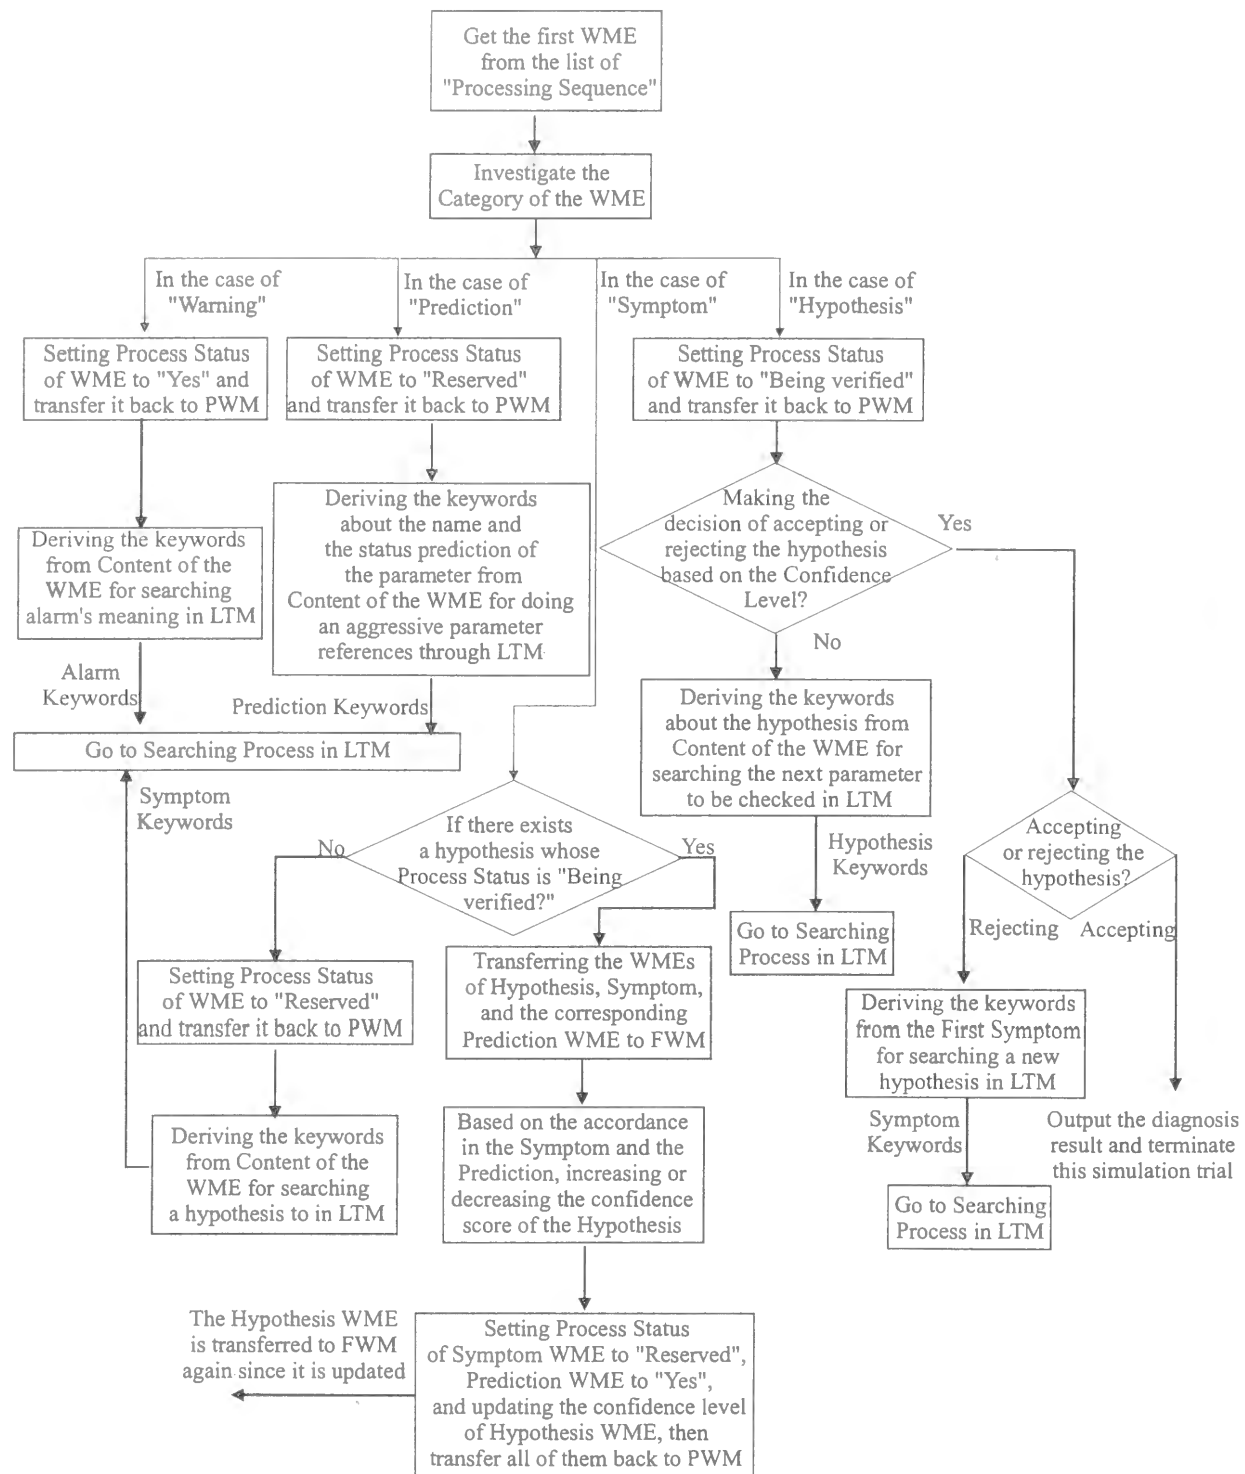 Get the first WME
from the list of
"Processing Sequence"
Investigate the
Category of the WME
In the case of
"Warning"
In the case of
"Prediction"
In the case of
"Symptom"
In the case of
"Hypothesis"
Setting Process Status
of WME to "Yes" and
transfer it back to PWM
Setting Process Status
of WME to "Reserved"
and transfer it back to PWM
Setting Process Status
of WME to "Being verified"
and transfer it back to PWM
Deriving the keywords
from Content of the
WME for searching
alarm's meaning in LTM
Deriving the keywords
about the name and
the status prediction of
the parameter from
Content of the WME for doing
an aggressive parameter
references through LTM
Making the
decision of accepting or
rejecting the hypothesis
based on the Confidence
Level?
Yes
No
Alarm
Keywords
Prediction Keywords
Go to Searching Process in LTM
Deriving the keywords
about the hypothesis from
Content of the WME for
searching the next parameter
to be checked in LTM
Symptom
Keywords
If there exists
a hypothesis whose
Process Status is "Being
verified?"
No
Yes
Hypothesis
Keywords
Accepting
or rejecting the
hypothesis?
Rejecting
Accepting
Go to Searching
Process in LTM
Setting Process Status
of WME to "Reserved"
and transfer it back to PWM
Transferring the WMEs
of Hypothesis, Symptom,
and the corresponding
Prediction WME to FWM
Deriving the keywords
from the First Symptom
for searching a new
hypothesis in LTM
Deriving the keywords
from Content of the
WME for searching
a hypothesis to in LTM
Based on the accordance
in the Symptom and the
Prediction, increasing or
decreasing the confidence
score of the Hypothesis
Symptom
Keywords
Output the diagnosis
result and terminate
this simulation trial
Go to Searching
Process in LTM
The Hypothesis WME
is transferred to FWM
again since it is updated
Setting Process Status
of Symptom WME to "Reserved",
Prediction WME to "Yes",
and updating the confidence level
of Hypothesis WME, then
transfer all of them back to PWM